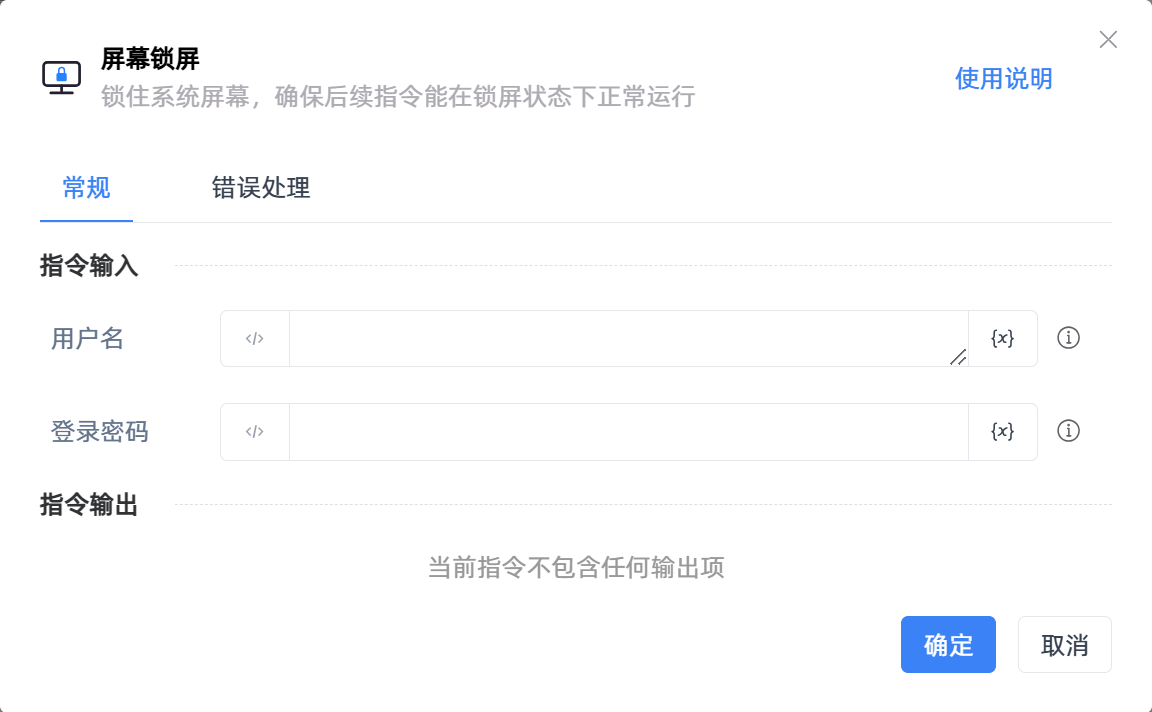 屏幕锁屏
锁住系统屏幕，确保后续指令能在锁屏状态下正常运行
使用说明
常规
错误处理
指令输入
用户名
</>
{x}
登录密码
</>
{x}
指令输出
当前指令不包含任何输出项
确定
取消